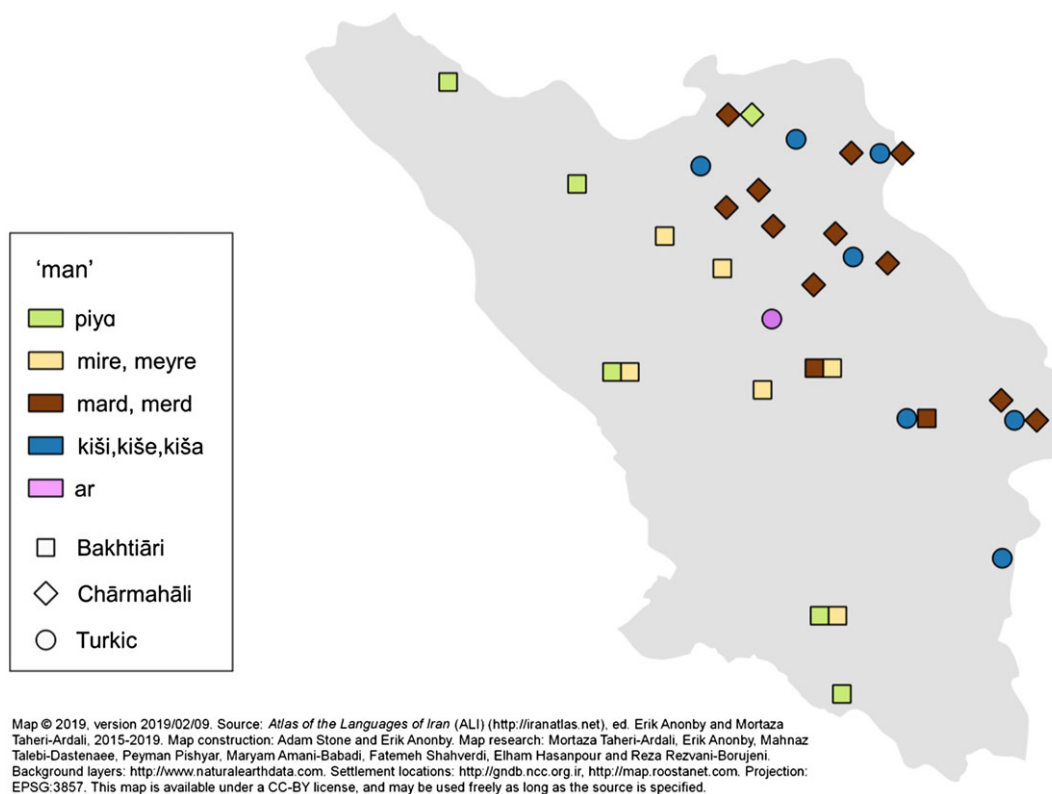 ‘man’
piyɑ
mire, meyre
mard, merd
kiši,kiše,kiša
ar
Bakhtiāri
Chārmahāli
Turkic
Map © 2019, version 2019/02/09. Source: Atlas of the Languages of Iran (ALI) (http://iranatlas.net). ed. Erik Anonby and Mortaza
Taheri-Ardali, 2015-2019. Map construction: Adam Stone and Erik Anonby. Map research: Mortaza Taheri-Ardali, Erik Anonby, Mahnaz
Talebi-Dastenaee, Peyman Pishyar, Maryam Amani-Babadi, Fatemeh Shahverdi, Elham Hasanpour and Reza Rezvani-Borujeni.
Background layers: http://www.naturalearthdata.com. Settlement locations: http://gndb.ncc.org.ir, http://map.roostanet.com. Projection:
EPSG:3857. This map is available under a CC-BY license, and may be used freely as long as the source is specified.